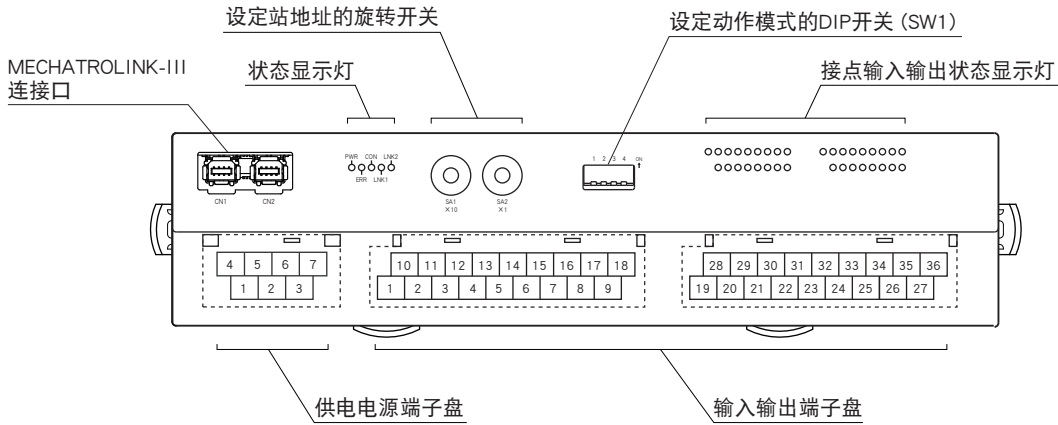 设定站地址的旋转开关
设定动作模式的DIP开关 (SW1)
MECHATROLINK-III
连接口
状态显示灯
接点输入输出状态显示灯
PWR CON LNK2
ERR LNK1
1 2 3 4 ON
CN1 CN2
SA1
×10
SA2
×1
4 5 6 7
1 2 3
10 11 12 13 14 15 16 17 18
1 2 3 4 5 6 7 8 9
28 29 30 31 32 33 34 35 36
19 20 21 22 23 24 25 26 27
供电电源端子盘
输入输出端子盘